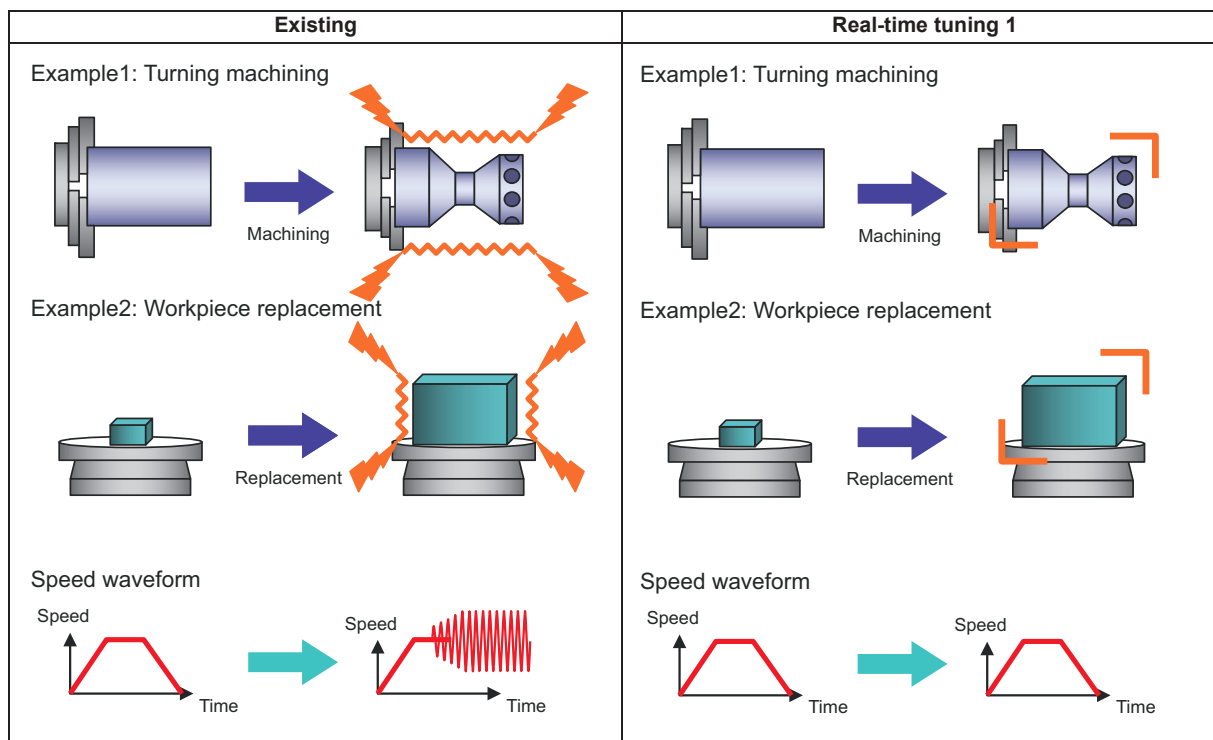 Existing
Real-time tuning 1
Example1: Turning machining
Machining
Example2: Workpiece replacement
Replacement
Speed waveform
Speed
Time
Speed
Time
Example1: Turning machining
Machining
Example2: Workpiece replacement
Replacement
Speed waveform
Speed
Time
Speed
Time